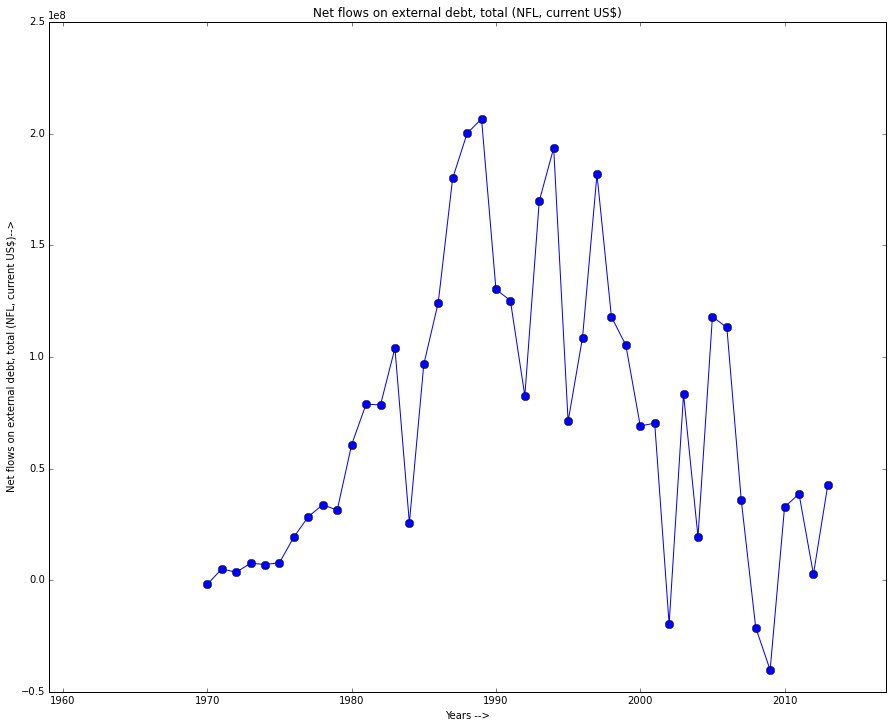 Net flows on external debt, total (NFL, current US$)
1e8
2.5
2.0
1.5
1.0
0.5
0.0
−0.5
Net flows on external debt, total (NFL, current US$)-->
1960 1970 1980 1990 2000 2010
Years -->